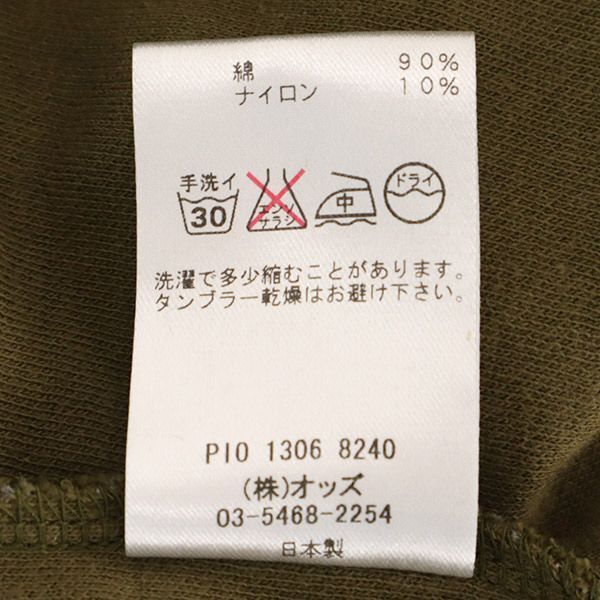 綿 90%
ナイロン 10%
手洗イ 30 エンソサラシ 中 ドライ
洗濯で多少縮むことがあります。
タンブラー乾燥はお避け下さい。
PIO 1306 8240
(株)オッズ
03-5468-2254
日本製